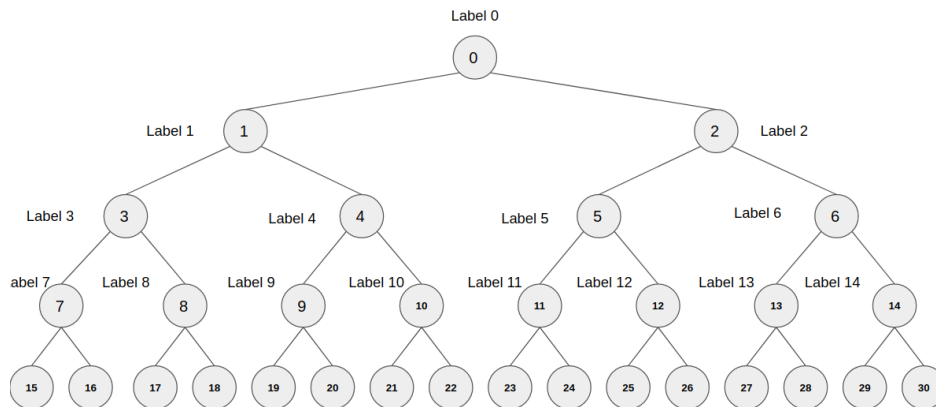 Label 0
0
Label 1
1
2
Label 2
Label 3
3
Label 4
4
Label 5
5
Label 6
6
abel 7
7
Label 8
8
Label 9
9
Label 10
10
Label 11
11
Label 12
12
Label 13
13
Label 14
14
15
16
17
18
19
20
21
22
23
24
25
26
27
28
29
30